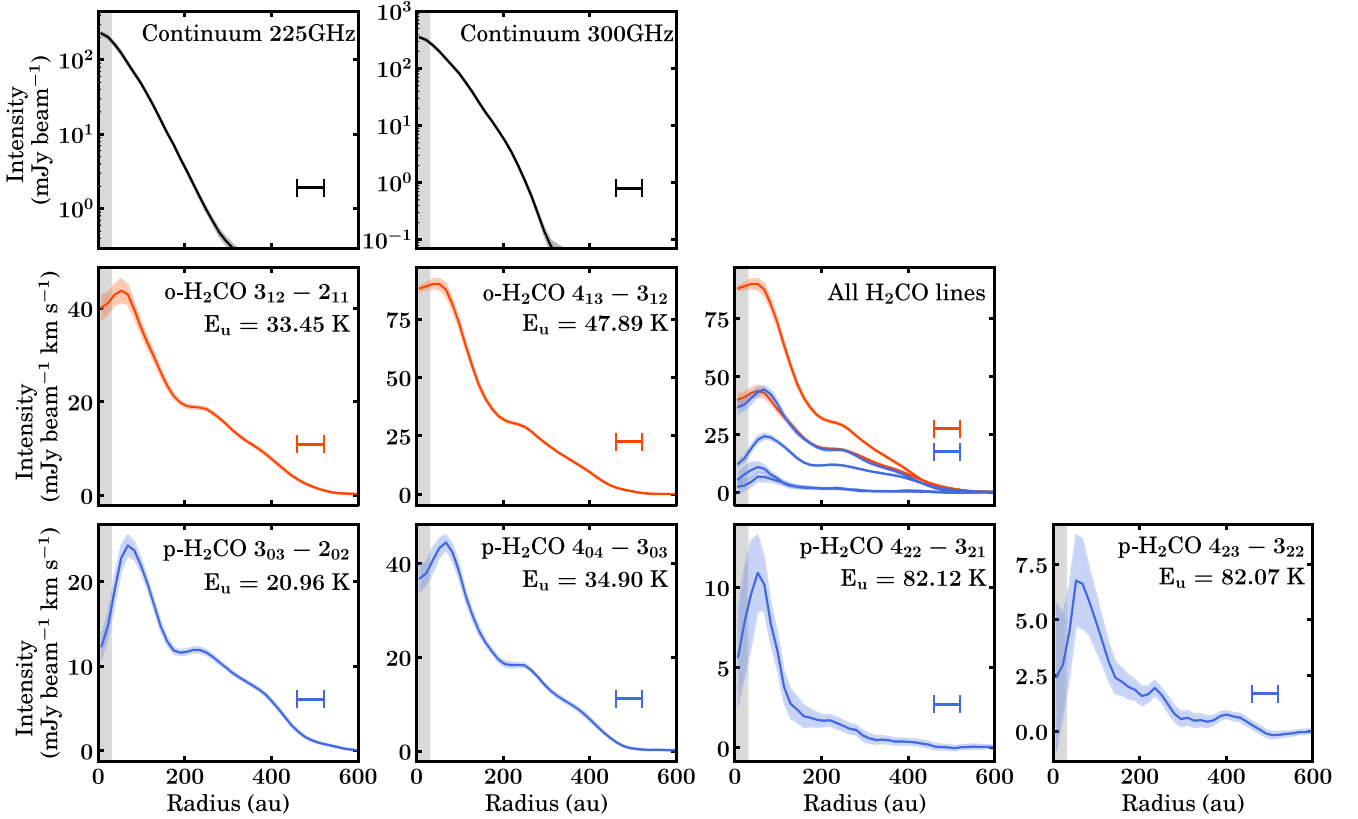 Continuum 225GHz
Intensity
(mJy beam⁻¹)
10²
10¹
10⁰
Continuum 300GHz
10³
10²
10¹
10⁰
10⁻¹
o-H₂CO 3₁₂ − 2₁₁
Eᵤ = 33.45 K
Intensity
(mJy beam⁻¹ km s⁻¹)
40
20
0
o-H₂CO 4₁₃ − 3₁₂
Eᵤ = 47.89 K
75
50
25
0
All H₂CO lines
75
50
25
0
p-H₂CO 3₀₃ − 2₀₂
Eᵤ = 20.96 K
Intensity
(mJy beam⁻¹ km s⁻¹)
20
10
0
0 200 400 600
Radius (au)
p-H₂CO 4₀₄ − 3₀₃
Eᵤ = 34.90 K
40
20
0
0 200 400 600
Radius (au)
p-H₂CO 4₂₂ − 3₂₁
Eᵤ = 82.12 K
10
5
0
0 200 400 600
Radius (au)
p-H₂CO 4₂₃ − 3₂₂
Eᵤ = 82.07 K
7.5
5.0
2.5
0.0
0 200 400 600
Radius (au)